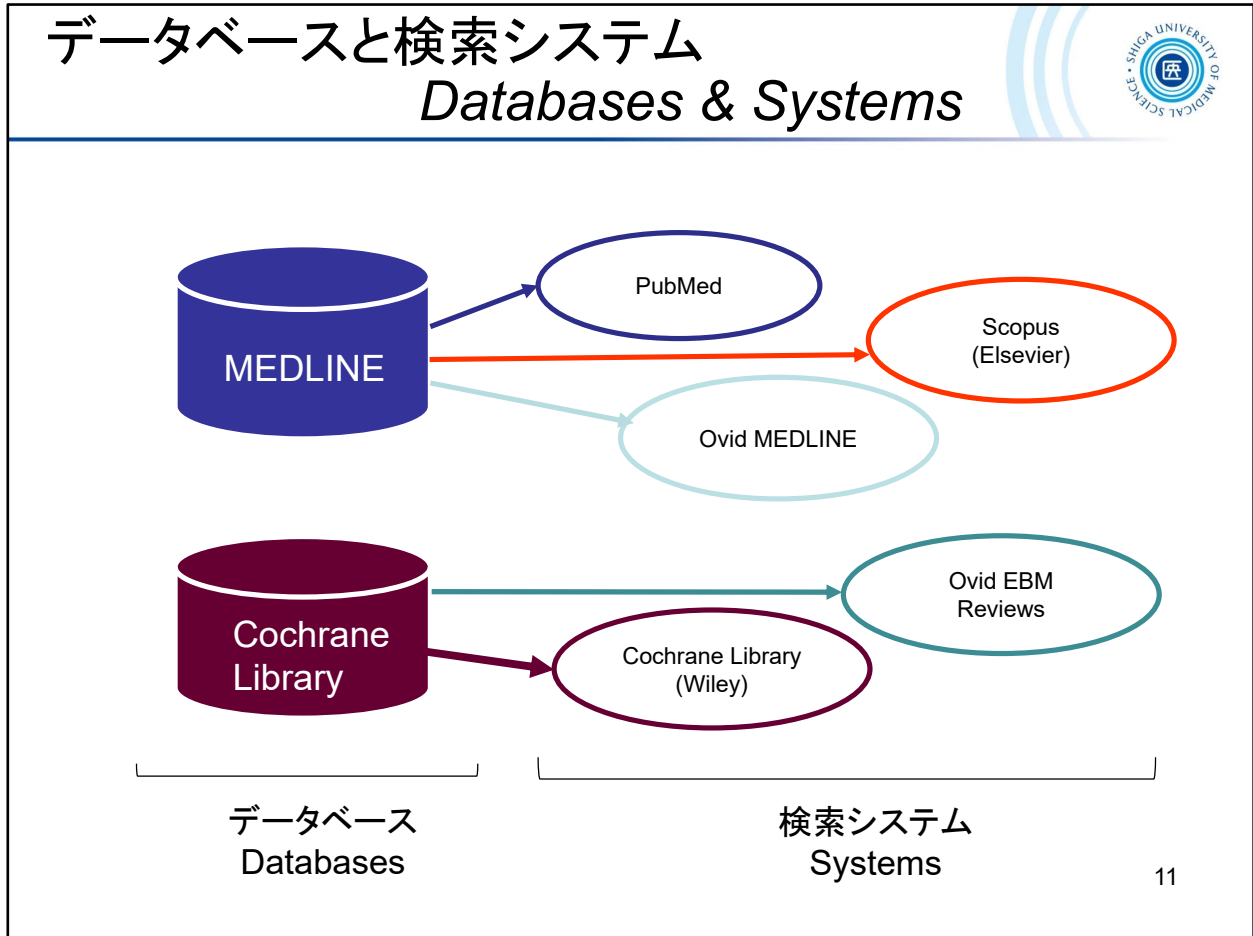 データベースと検索システム
Databases & Systems
SHIGA UNIVERSITY OF MEDICAL SCIENCE
医
MEDLINE
PubMed
Scopus
(Elsevier)
Ovid MEDLINE
Cochrane
Library
Ovid EBM
Reviews
Cochrane Library
(Wiley)
データベース
Databases
検索システム
Systems
11